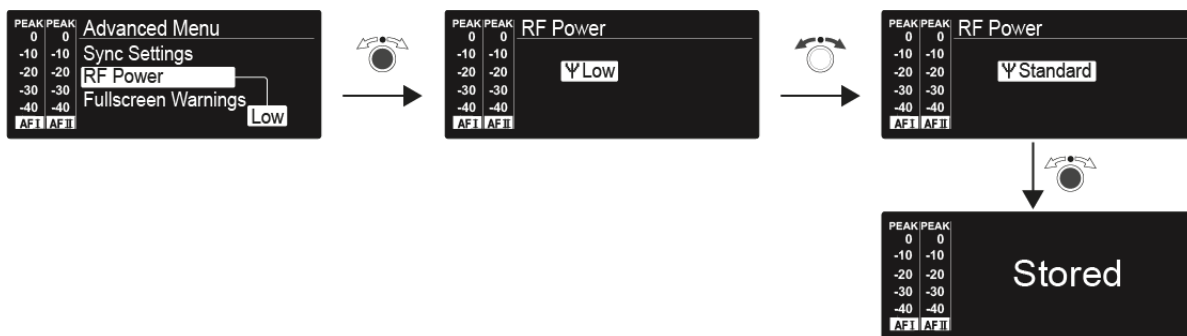 PEAK PEAK Advanced Menu
0 0
-10 -10 Sync Settings
-20 -20 RF Power
-30 -30 Fullscreen Warnings
-40 -40 Low
AF I AF II
PEAK PEAK RF Power
0 0
-10 -10
-20 -20 Low
-30 -30
-40 -40
AF I AF II
PEAK PEAK RF Power
0 0
-10 -10
-20 -20 Standard
-30 -30
-40 -40
AF I AF II
PEAK PEAK
0 0
-10 -10
-20 -20 Stored
-30 -30
-40 -40
AF I AF II